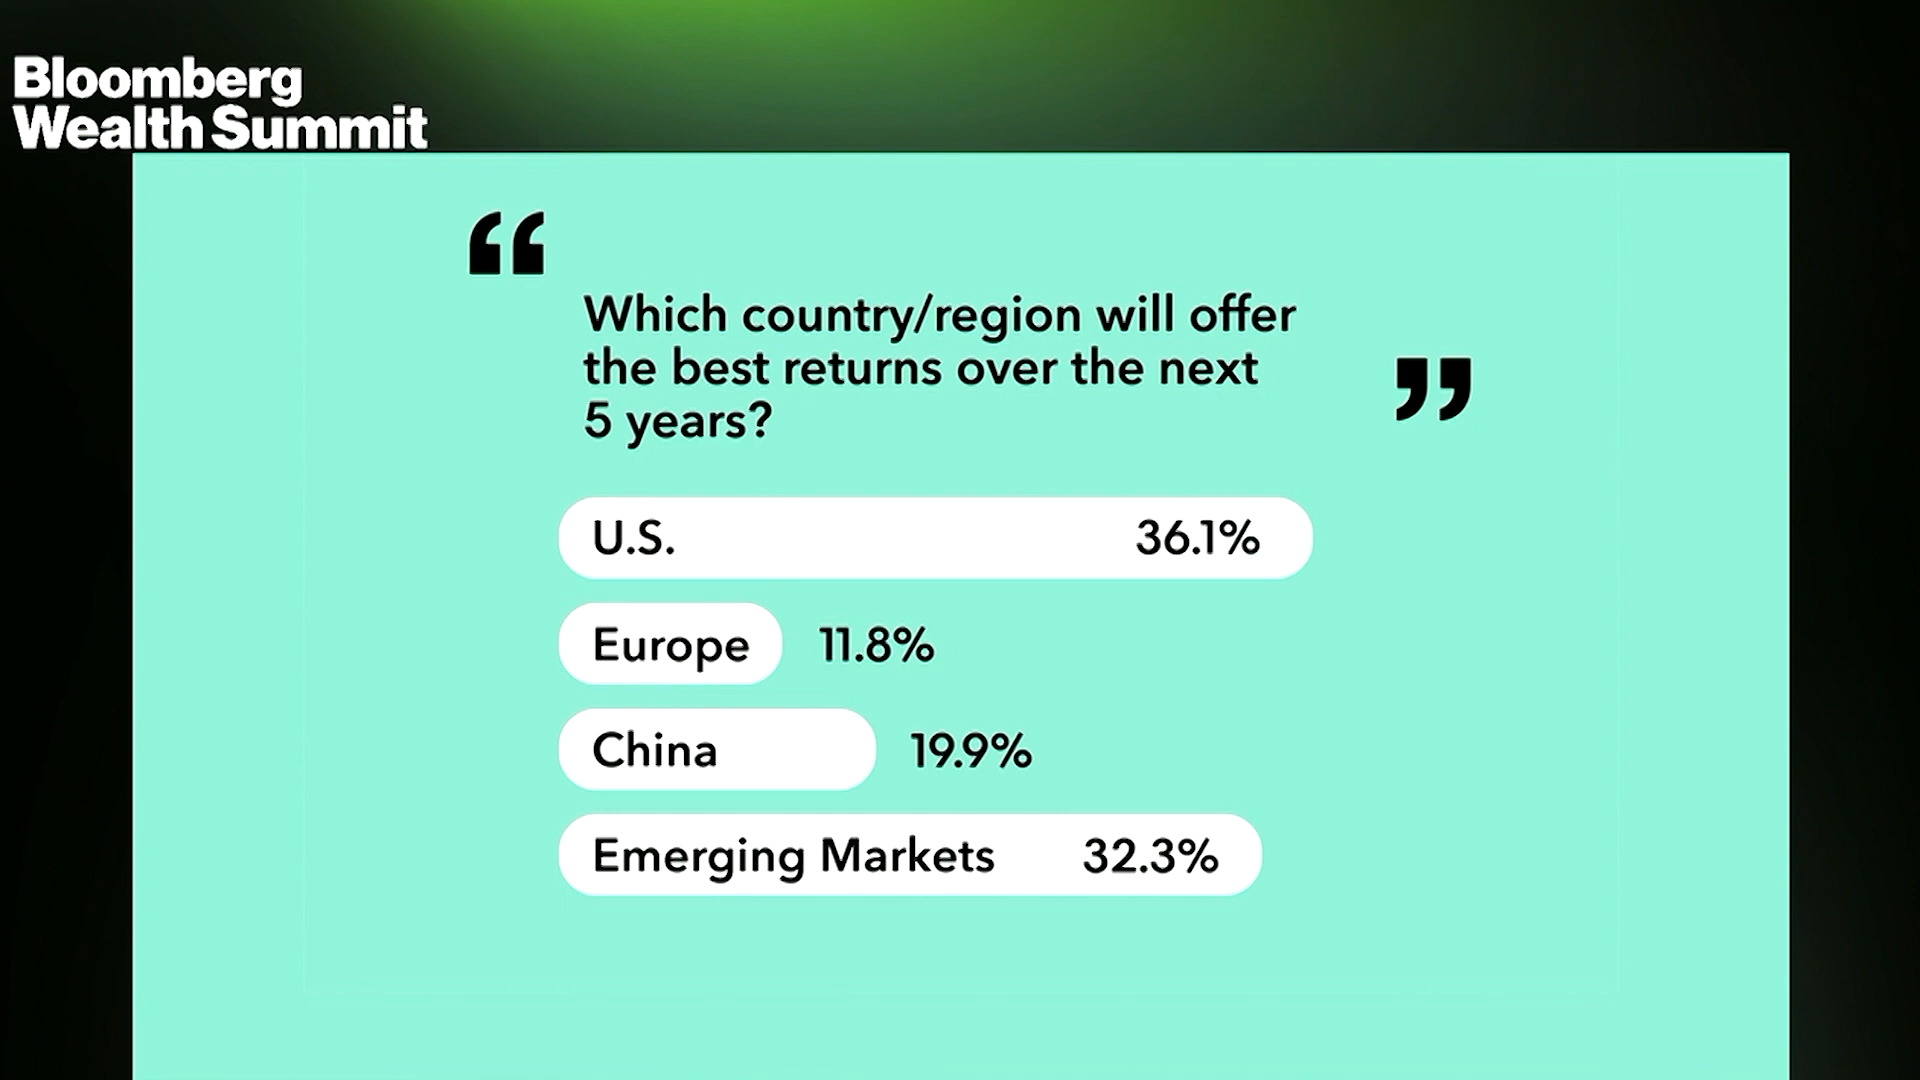 Bloomberg
Wealth Summit
“
Which country/region will offer
the best returns over the next
5 years?
”
U.S. 36.1%
Europe 11.8%
China 19.9%
Emerging Markets 32.3%